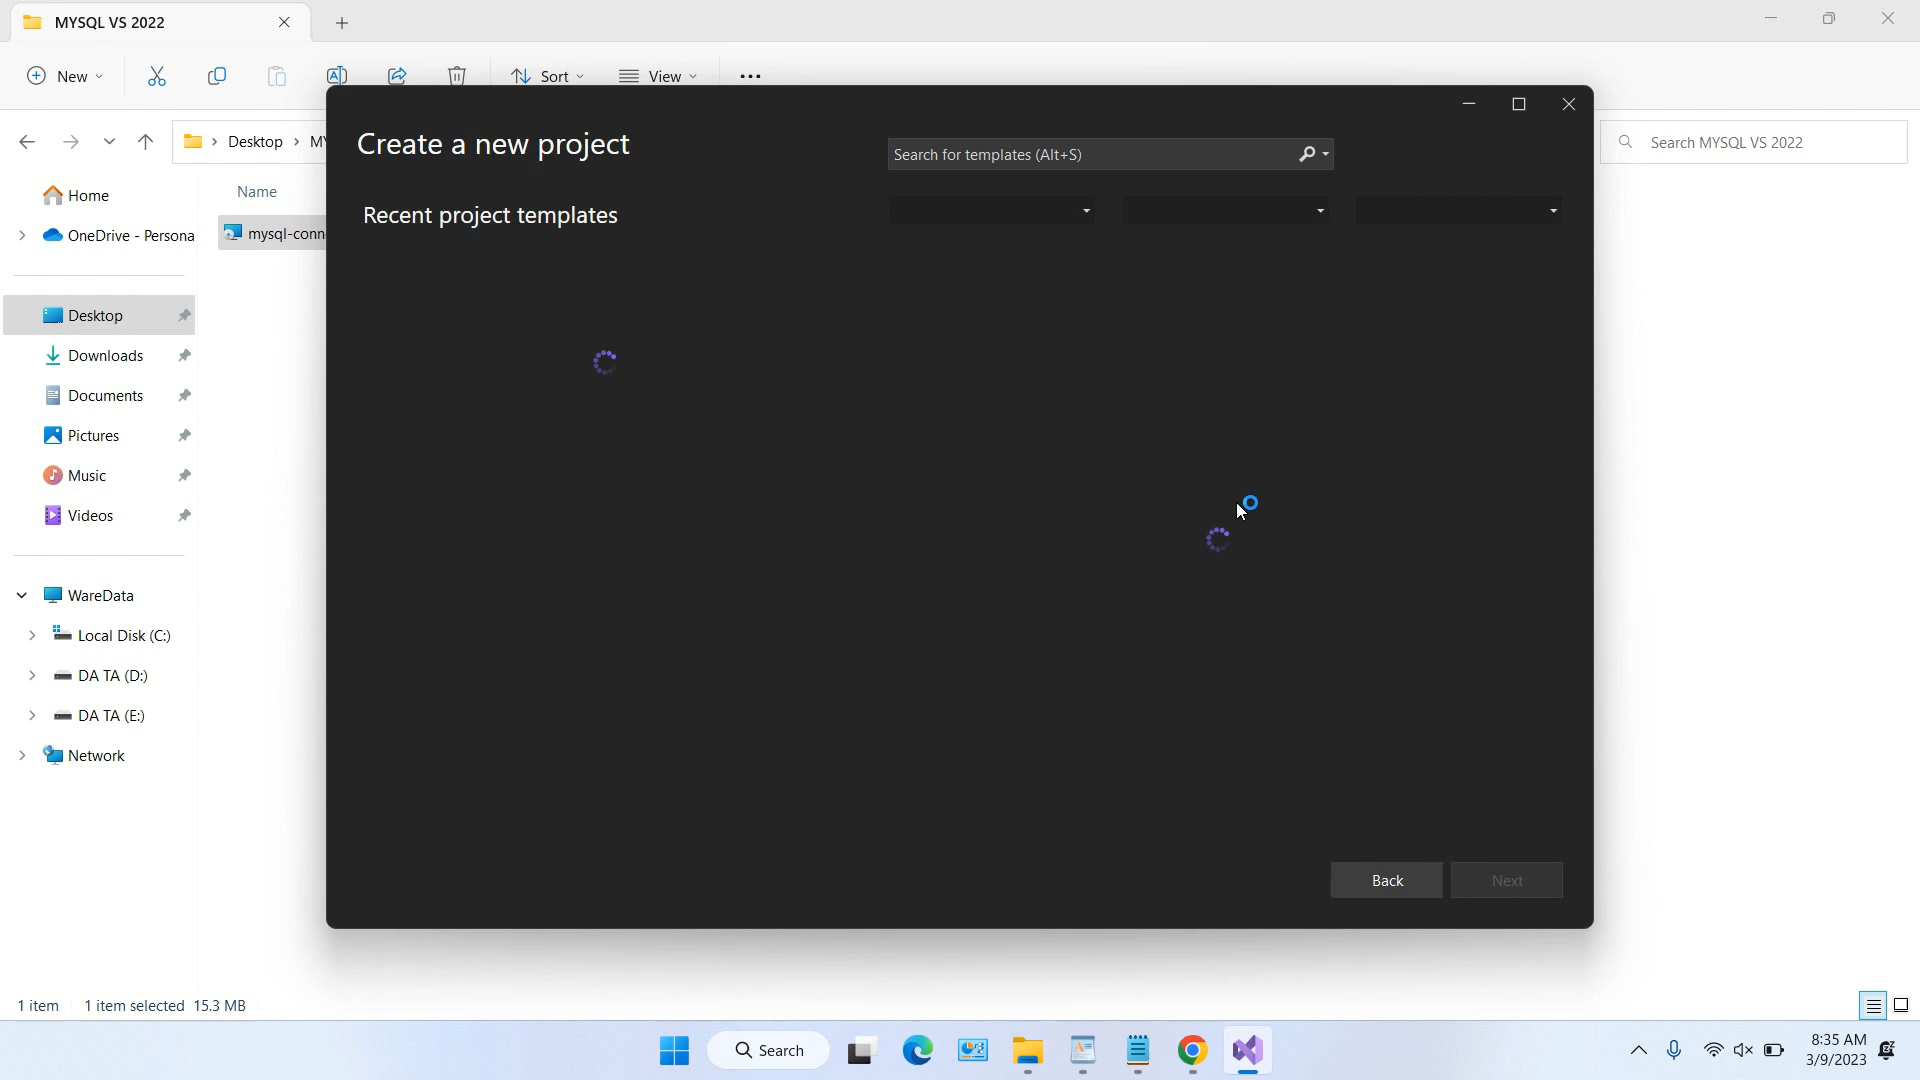 MYSQL VS 2022
New
Sort
View
Desktop
Search MYSQL VS 2022
Home
OneDrive - Persona
Desktop
Downloads
Documents
Pictures
Music
Videos
WareData
Local Disk (C:)
DA TA (D:)
DA TA (E:)
Network
Name
mysql-conn
Create a new project
Search for templates (Alt+S)
Recent project templates
Back
Next
1 item
1 item selected 15.3 MB
Search
8:35 AM
3/9/2023